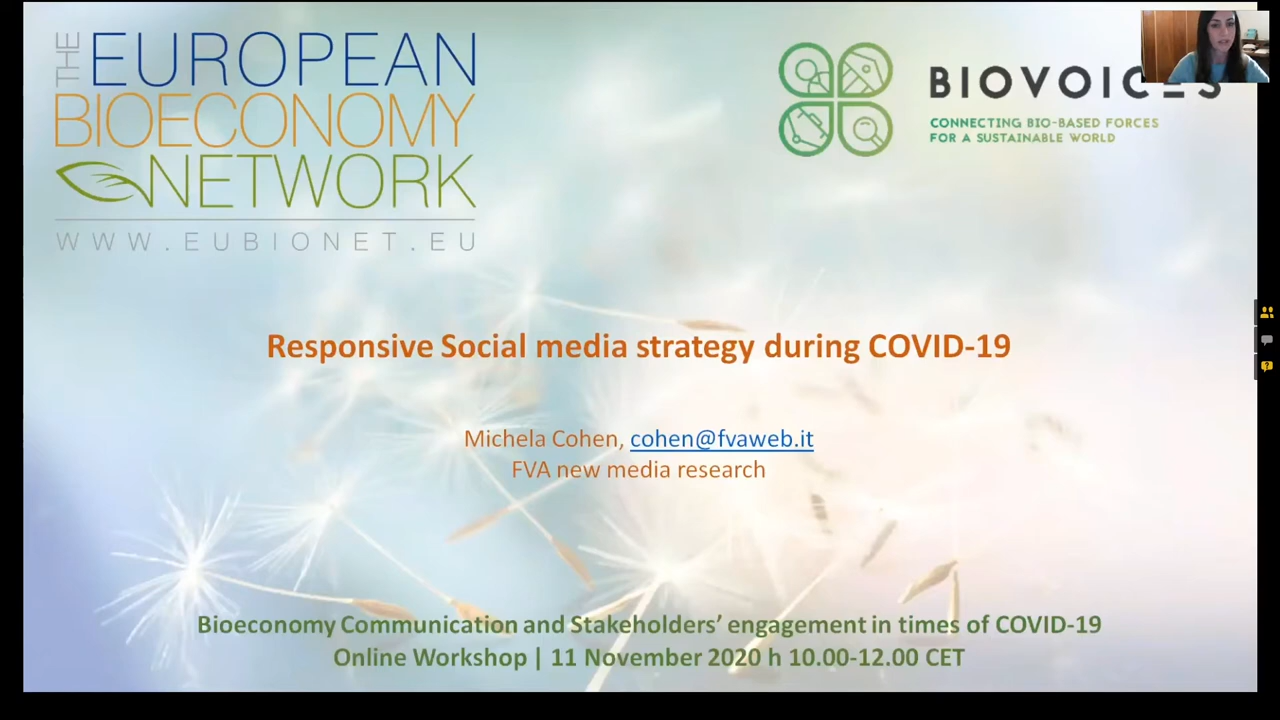 THE EUROPEAN
BIOECONOMY
NETWORK
WWW.EUBIONET.EU
BIOVOICES
CONNECTING BIO-BASED FORCES
FOR A SUSTAINABLE WORLD
Responsive Social media strategy during COVID-19
Michela Cohen, cohen@fvaweb.it
FVA new media research
Bioeconomy Communication and Stakeholders' engagement in times of COVID-19
Online Workshop | 11 November 2020 h 10.00-12.00 CET